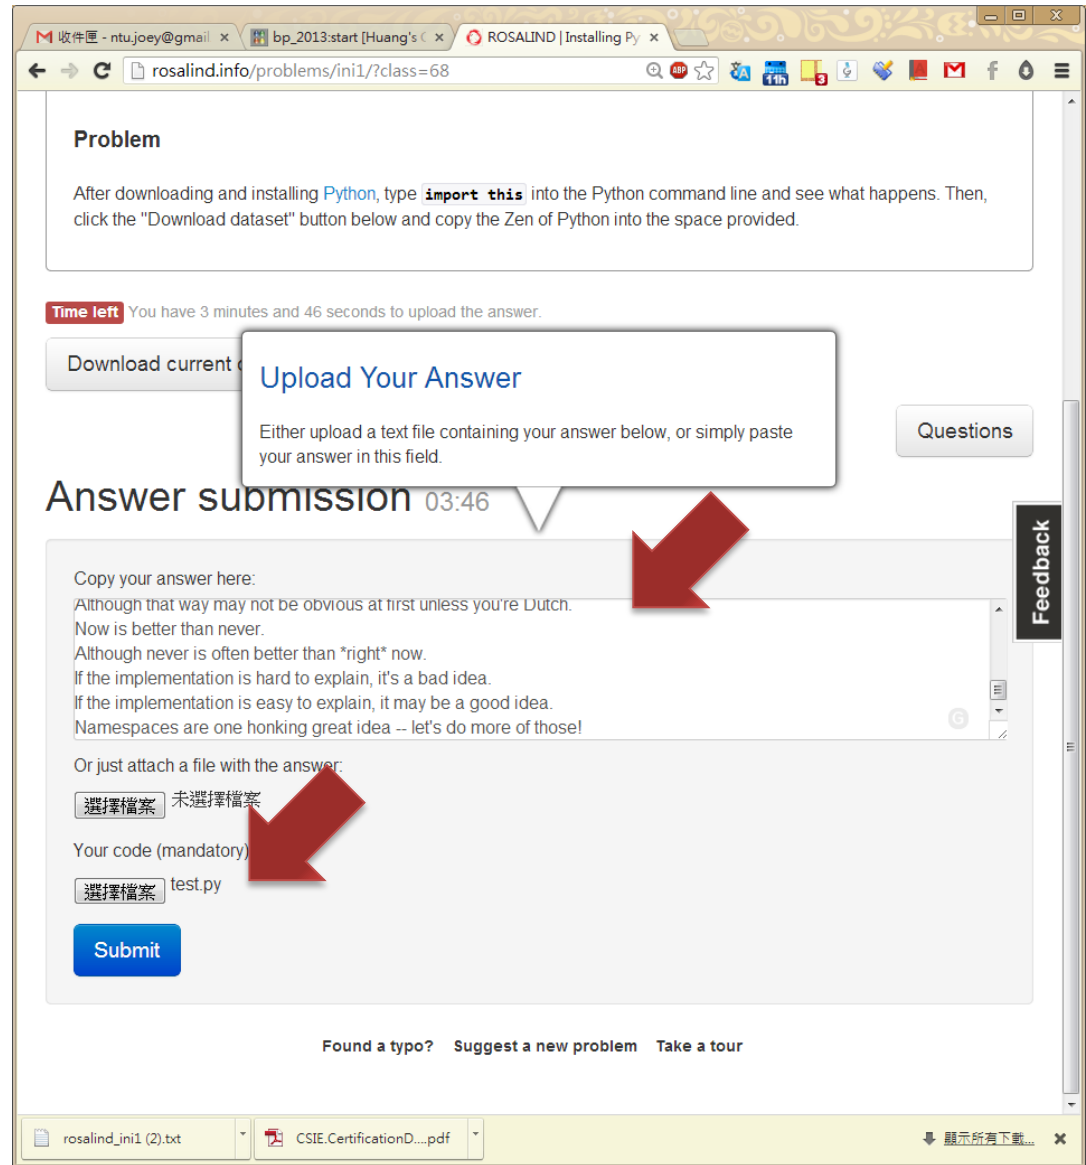 收件匣 - ntu.joey@gmail
bp_2013:start [Huang's
ROSALIND | Installing Py
rosalind.info/problems/ini1/?class=68
ABP
11h
3
f
Problem
After downloading and installing Python, type import this into the Python command line and see what happens. Then,
click the "Download dataset" button below and copy the Zen of Python into the space provided.
Time left You have 3 minutes and 46 seconds to upload the answer.
Download current
Upload Your Answer
Either upload a text file containing your answer below, or simply paste
your answer in this field.
Questions
Answer submission 03:46
Feedback
Copy your answer here:
Although that way may not be obvious at first unless you're Dutch.
Now is better than never.
Although never is often better than *right* now.
If the implementation is hard to explain, it's a bad idea.
If the implementation is easy to explain, it may be a good idea.
Namespaces are one honking great idea -- let's do more of those!
G
Or just attach a file with the answer:
選擇檔案 未選擇檔案
Your code (mandatory)
選擇檔案 test.py
Submit
Found a typo? Suggest a new problem Take a tour
rosalind_ini1 (2).txt
CSIE.CertificationD....pdf
顯示所有下載...